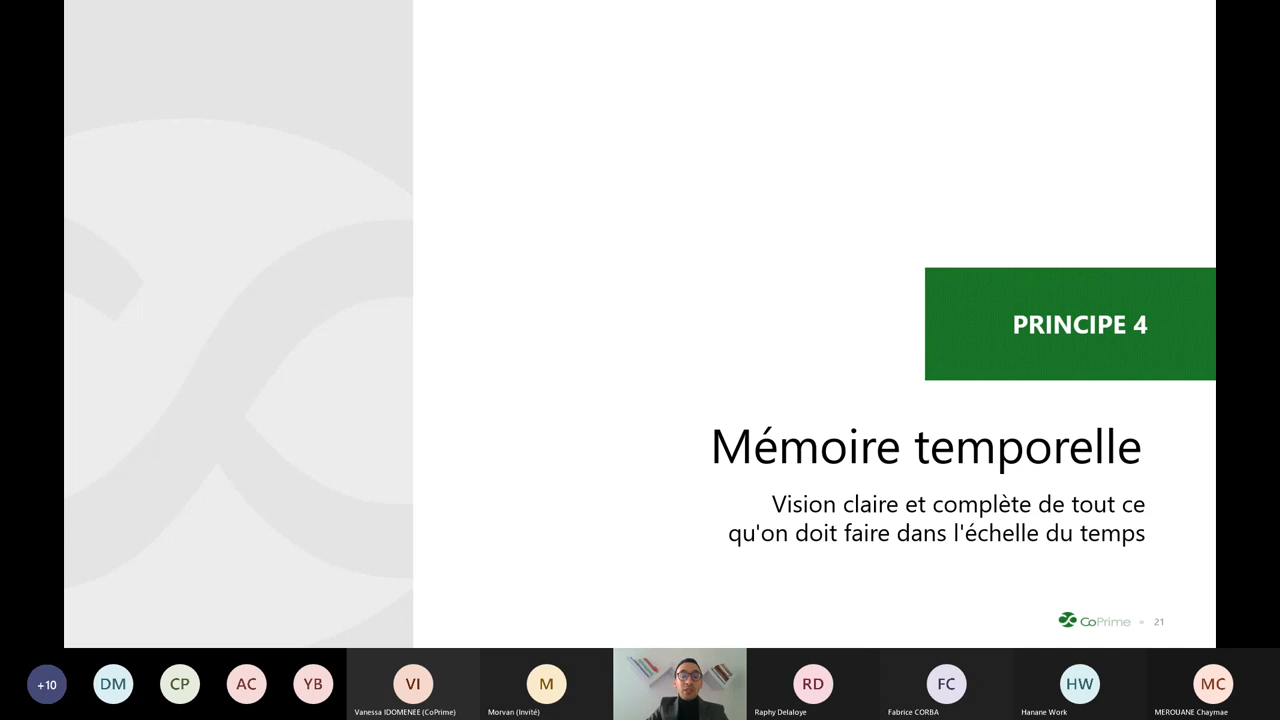 PRINCIPE 4
Mémoire temporelle
Vision claire et complète de tout ce
qu'on doit faire dans l'échelle du temps
CoPrime
21
+10
DM
CP
AC
YB
VI
Vanessa IDOMENEE (CoPrime)
M
Morvan (Invité)
RD
Raphy Delaloye
FC
Fabrice CORBA
HW
Hanane Work
MC
MEROUANE Chaymae